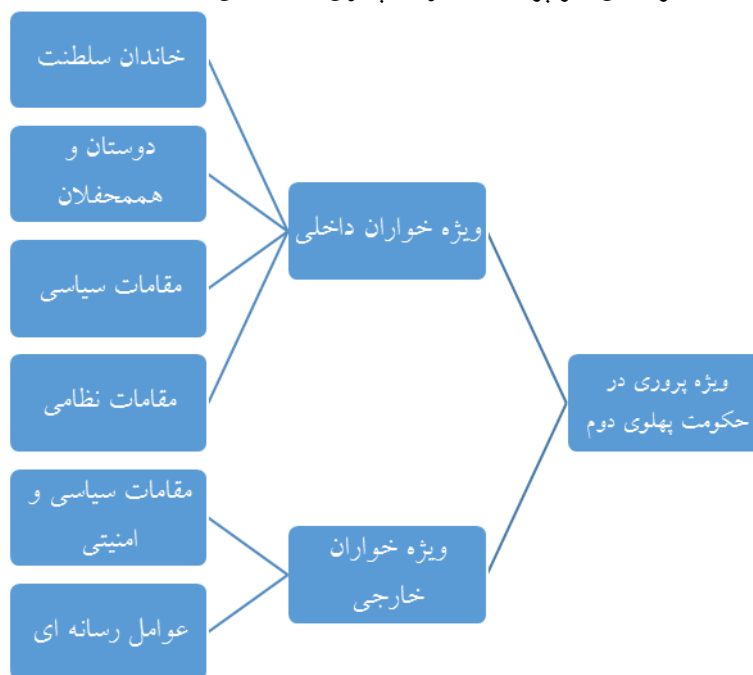 ویژه پروری در
حکومت پهلوی دوم
ویژه خواران داخلی
خاندان سلطنت
دوستان و
هممحفلان
مقامات سیاسی
مقامات نظامی
ویژه خواران
خارجی
مقامات سیاسی و
امنیتی
عوامل رسانه ای